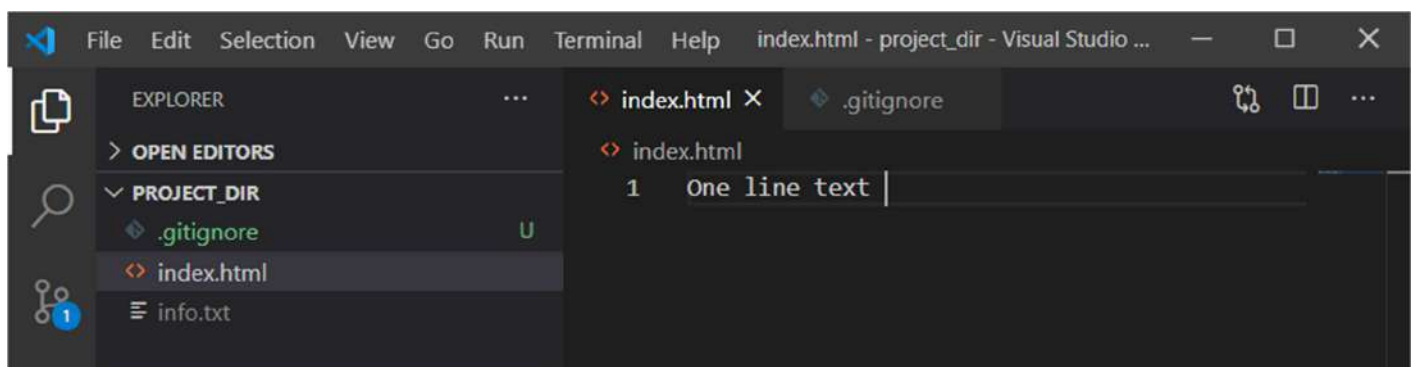 File Edit Selection View Go Run Terminal Help index.html - project_dir - Visual Studio ...
EXPLORER
OPEN EDITORS
PROJECT_DIR
.gitignore U
index.html
info.txt
1
index.html
.gitignore
index.html
1 One line text